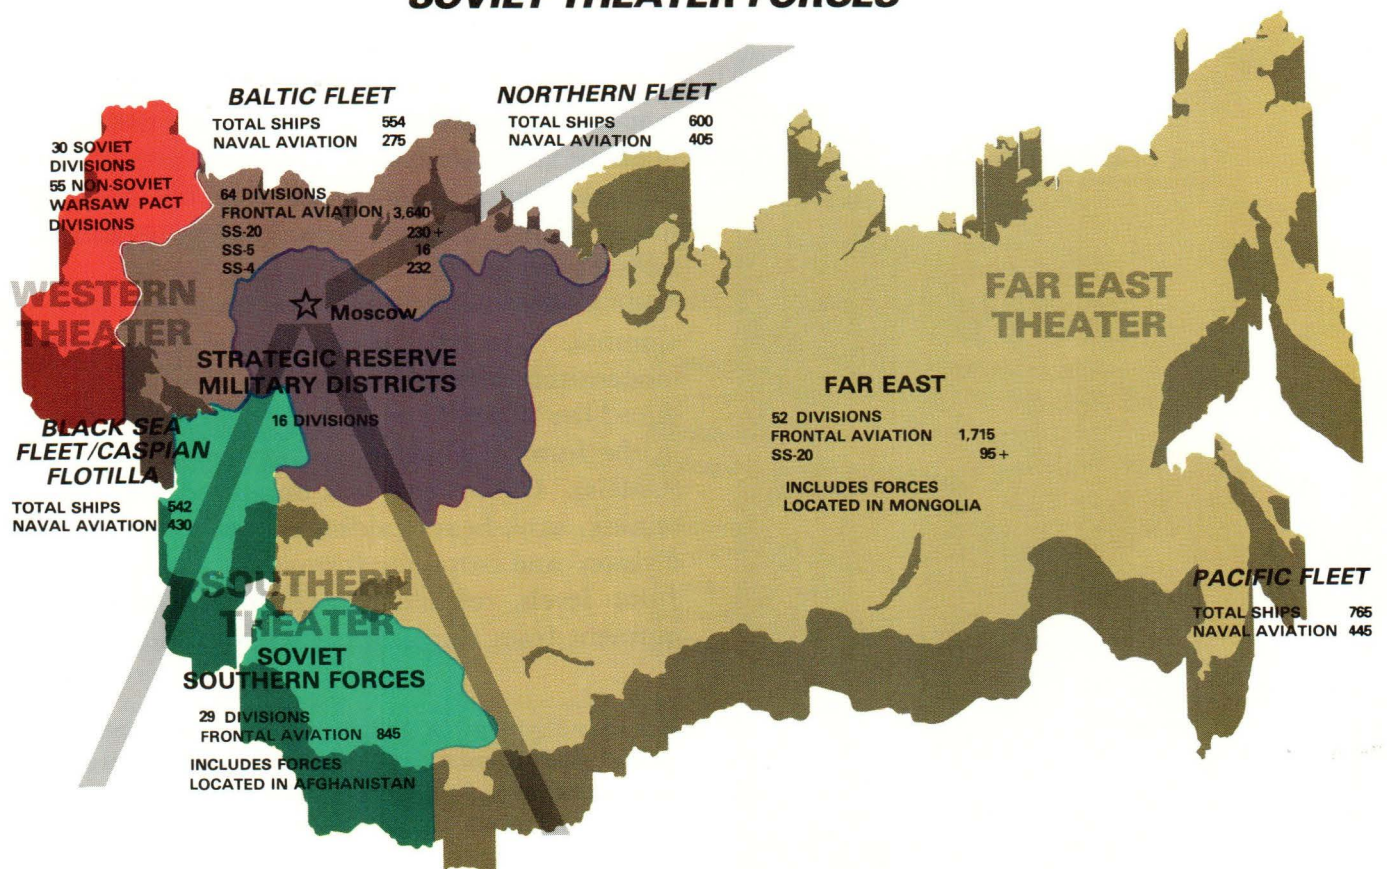 SOVIET THEATER FORCES
BALTIC FLEET
TOTAL SHIPS 554
NAVAL AVIATION 275
NORTHERN FLEET
TOTAL SHIPS 600
NAVAL AVIATION 405
30 SOVIET
DIVISIONS
55 NON-SOVIET
WARSAW PACT
DIVISIONS
64 DIVISIONS
FRONTAL AVIATION 3,640
SS-20 230+
SS-5 16
SS-4 232
WESTERN
THEATER
Moscow
STRATEGIC RESERVE
MILITARY DISTRICTS
16 DIVISIONS
FAR EAST
THEATER
FAR EAST
52 DIVISIONS
FRONTAL AVIATION 1,715
SS-20 95+
INCLUDES FORCES
LOCATED IN MONGOLIA
BLACK SEA
FLEET/CASPIAN
FLOTILLA
TOTAL SHIPS 542
NAVAL AVIATION 430
SOUTHERN
THEATER
SOVIET
SOUTHERN FORCES
29 DIVISIONS
FRONTAL AVIATION 845
INCLUDES FORCES
LOCATED IN AFGHANISTAN
PACIFIC FLEET
TOTAL SHIPS 765
NAVAL AVIATION 445